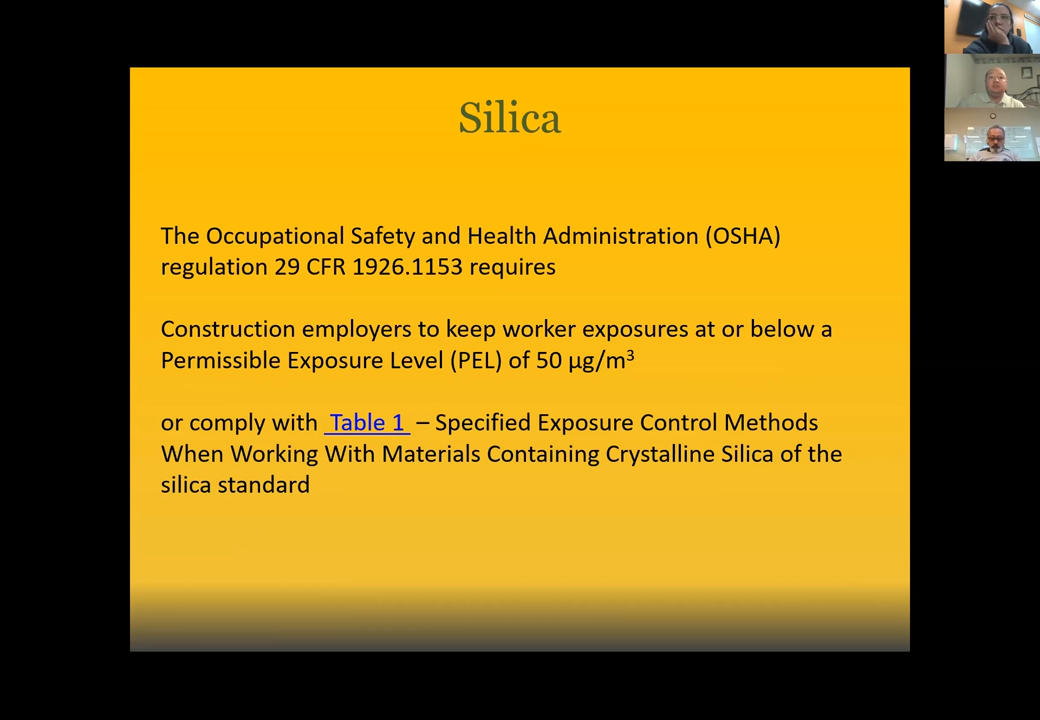 Silica
The Occupational Safety and Health Administration (OSHA)
regulation 29 CFR 1926.1153 requires
Construction employers to keep worker exposures at or below a
Permissible Exposure Level (PEL) of 50 µg/m³
or comply with Table 1 – Specified Exposure Control Methods
When Working With Materials Containing Crystalline Silica of the
silica standard